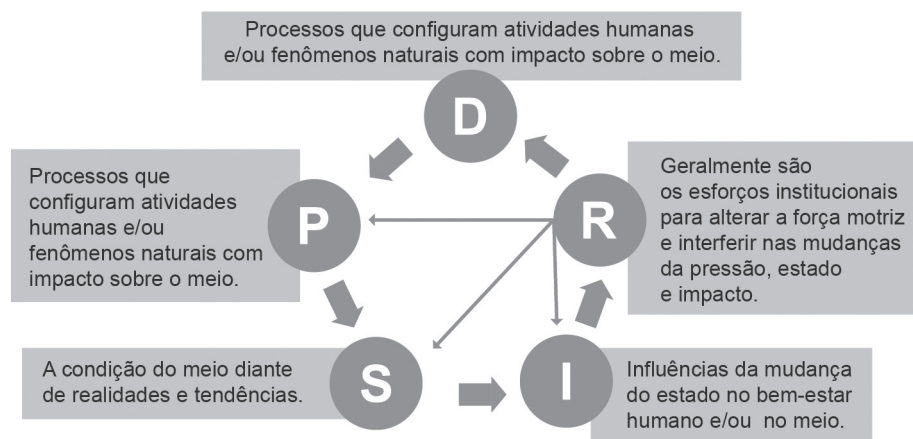 Processos que configuram atividades humanas
e/ou fenômenos naturais com impacto sobre o meio.
D
Processos que
configuram atividades
humanas e/ou
fenômenos naturais com
impacto sobre o meio.
P
R
Geralmente são
os esforços institucionais
para alterar a força motriz
e interferir nas mudanças
da pressão, estado
e impacto.
A condição do meio diante
de realidades e tendências.
S
I
Influências da mudança
do estado no bem-estar
humano e/ou no meio.